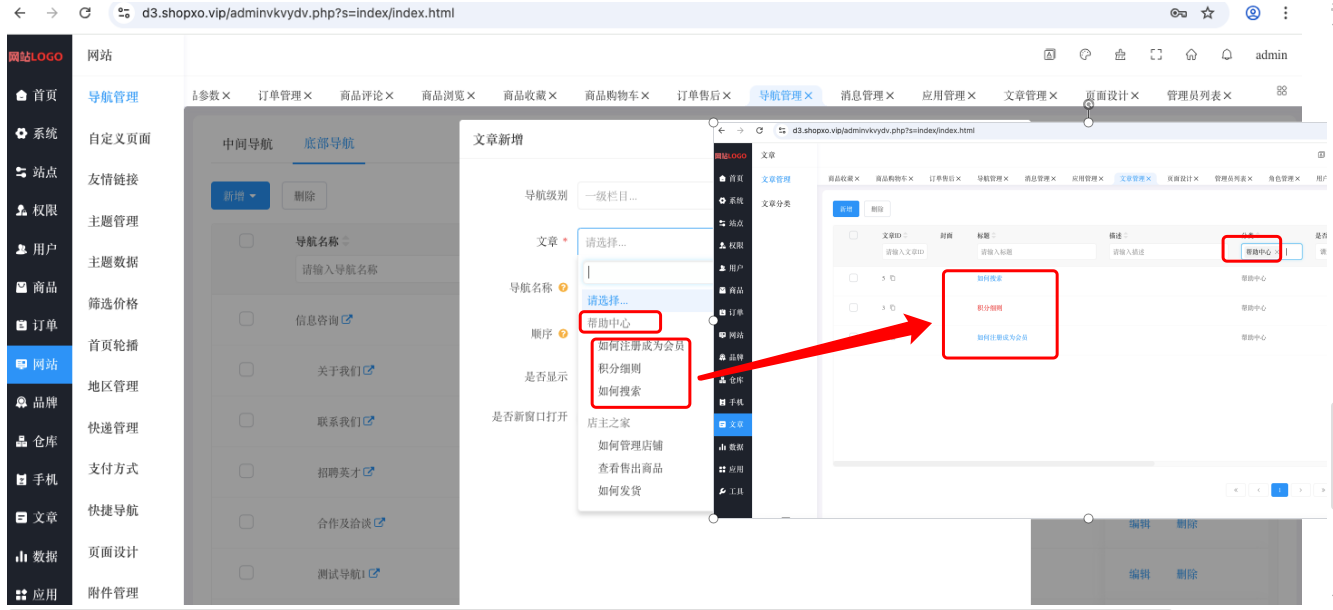 d3.shopxo.vip/adminvkvydv.php?s=index/index.html
网站LOGO
网站
admin
首页
系统
站点
权限
用户
商品
订单
网站
品牌
仓库
手机
文章
数据
应用
导航管理
自定义页面
友情链接
主题管理
主题数据
筛选价格
首页轮播
地区管理
快递管理
支付方式
快捷导航
页面设计
附件管理
品参数 × 订单管理 × 商品评论 × 商品浏览 × 商品收藏 × 商品购物车 × 订单售后 × 导航管理 × 消息管理 × 应用管理 × 文章管理 × 页面设计 × 管理员列表 ×
中间导航 底部导航
新增 删除
导航名称
请输入导航名称
信息咨询
关于我们
联系我们
招聘英才
合作及洽谈
测试导航1
编辑 删除
编辑 删除
文章新增
导航级别 一级栏目...
文章 * 请选择...
导航名称
顺序
是否显示
是否新窗口打开
请选择...
帮助中心
如何注册成为会员
积分细则
如何搜索
店主之家
如何管理店铺
查看售出商品
如何发货
d3.shopxo.vip/adminvkvydv.php?s=index/index.html
网站LOGO
文章
首页
系统
站点
权限
用户
商品
订单
网站
品牌
仓库
手机
文章
数据
应用
工具
文章管理
文章分类
商品收藏 × 商品购物车 × 订单售后 × 导航管理 × 消息管理 × 应用管理 × 文章管理 × 页面设计 × 管理员列表 × 角色管理 × 用户
新增 删除
文章ID 封面 标题 描述 分类 是否
请输入文章ID 请输入标题 请输入描述 帮助中心 ×
5 如何搜索 帮助中心
3 积分细则 帮助中心
如何注册成为会员 帮助中心
1